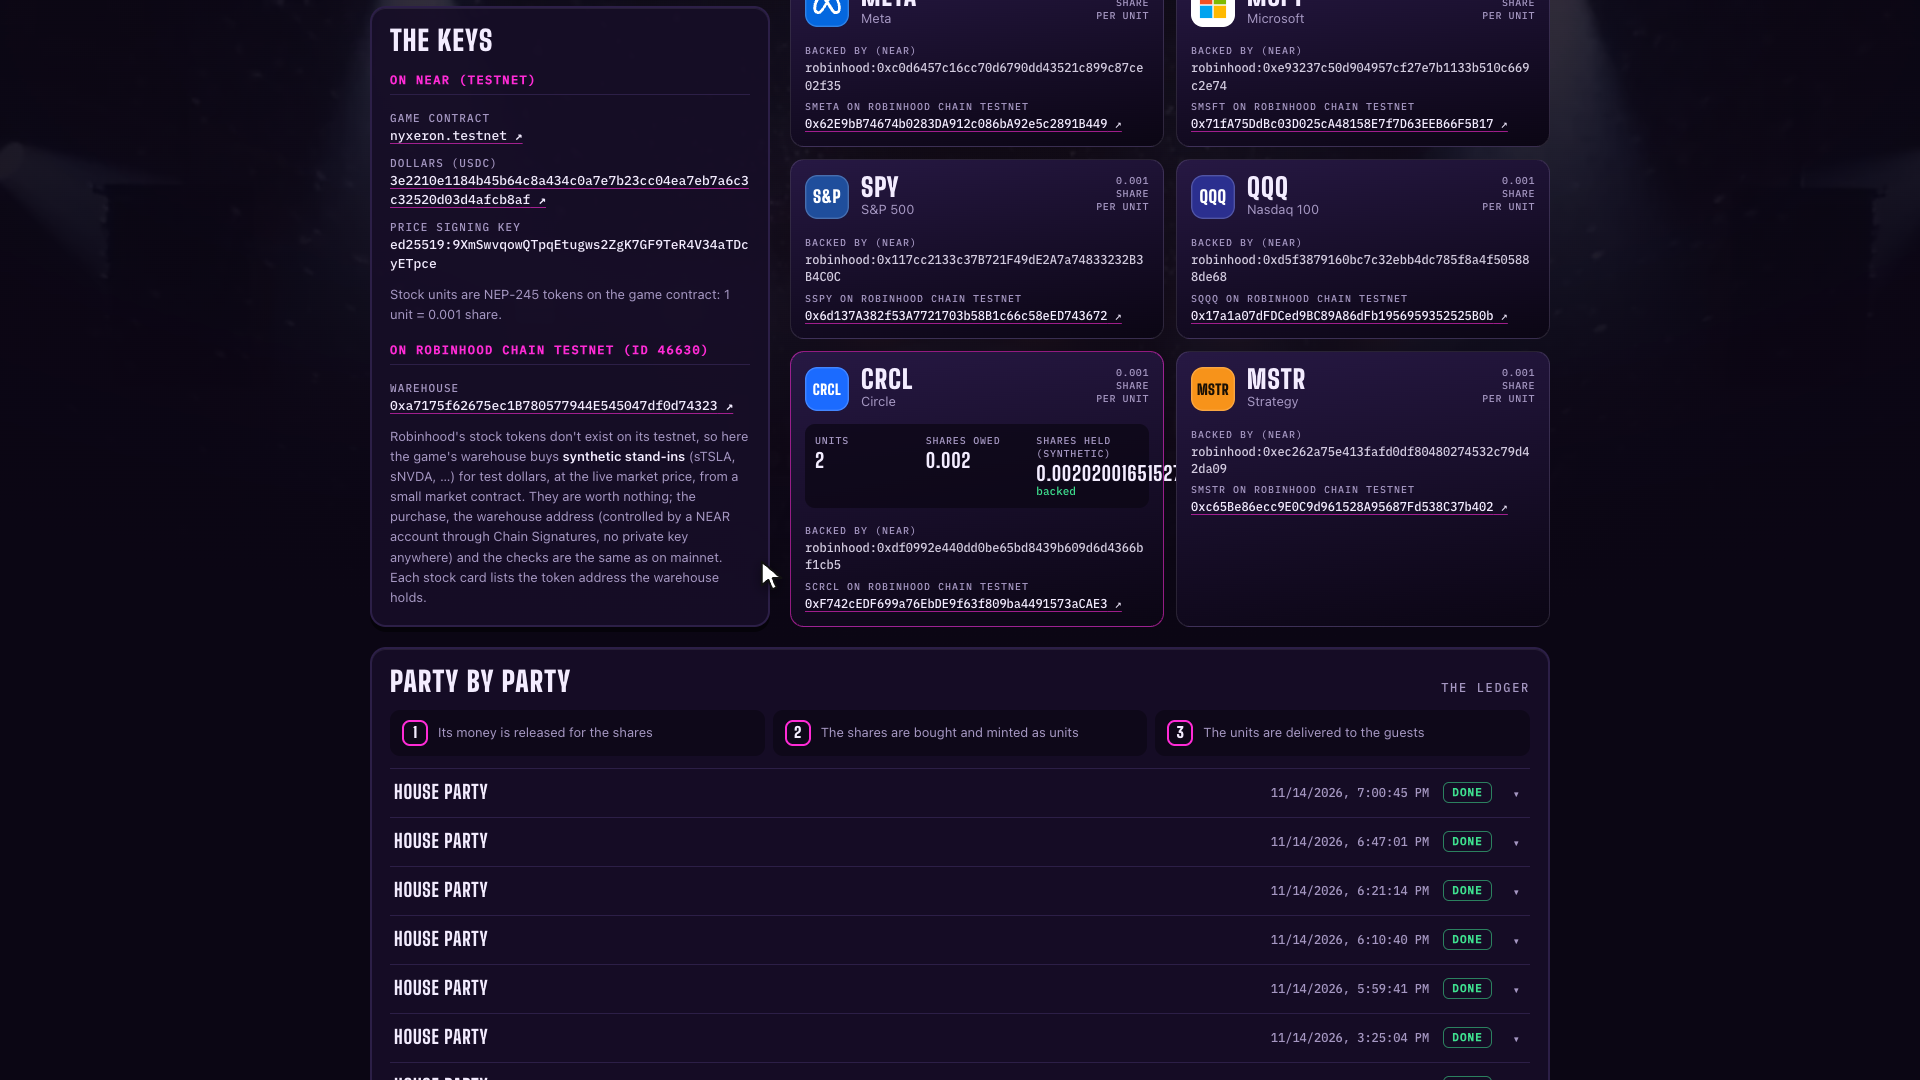 THE KEYS
ON NEAR (TESTNET)
GAME CONTRACT
nyxeron.testnet ↗
DOLLARS (USDC)
3e2210e1184b45b64c8a434c0a7e7b23cc04ea7eb7a6c3
c32520d03d4afcb8af ↗
PRICE SIGNING KEY
ed25519:9XmSwvqowQTpqEtugws2ZgK7GF9TeR4V34aTDc
yETpce
Stock units are NEP-245 tokens on the game contract: 1
unit = 0.001 share.
ON ROBINHOOD CHAIN TESTNET (ID 46630)
WAREHOUSE
0xa7175f62675ec1B780577944E545047df0d74323 ↗
Robinhood's stock tokens don't exist on its testnet, so here
the game's warehouse buys synthetic stand-ins (sTSLA,
sNVDA, …) for test dollars, at the live market price, from a
small market contract. They are worth nothing; the
purchase, the warehouse address (controlled by a NEAR
account through Chain Signatures, no private key
anywhere) and the checks are the same as on mainnet.
Each stock card lists the token address the warehouse
holds.
META
Meta
SHARE
PER UNIT
BACKED BY (NEAR)
robinhood:0xc0d6457c16cc70d6790dd43521c899c87ce
02f35
SMETA ON ROBINHOOD CHAIN TESTNET
0x62E9bB74674b0283DA912c086bA92e5c2891B449 ↗
MSFT
Microsoft
SHARE
PER UNIT
BACKED BY (NEAR)
robinhood:0xe93237c50d904957cf27e7b1133b510c669
c2e74
SMSFT ON ROBINHOOD CHAIN TESTNET
0x71fA75DdBc03D025cA48158E7f7D63EEB66F5B17 ↗
S&P
SPY
S&P 500
0.001
SHARE
PER UNIT
BACKED BY (NEAR)
robinhood:0x117cc2133c37B721F49dE2A7a74833232B3
B4C0C
SSPY ON ROBINHOOD CHAIN TESTNET
0x6d137A382f53A7721703b58B1c66c58eED743672 ↗
QQQ
QQQ
Nasdaq 100
0.001
SHARE
PER UNIT
BACKED BY (NEAR)
robinhood:0xd5f3879160bc7c32ebb4dc785f8a4f50588
8de68
SQQQ ON ROBINHOOD CHAIN TESTNET
0x17a1a07dFDCed9BC89A86dFb1956959352525B0b ↗
CRCL
CRCL
Circle
0.001
SHARE
PER UNIT
UNITS
2
SHARES OWED
0.002
SHARES HELD
(SYNTHETIC)
0.00202001651527
backed
BACKED BY (NEAR)
robinhood:0xdf0992e440dd0be65bd8439b609d6d4366b
f1cb5
SCRCL ON ROBINHOOD CHAIN TESTNET
0xF742cEDF699a76EbDE9f63f809ba4491573aCAE3 ↗
MSTR
MSTR
Strategy
0.001
SHARE
PER UNIT
BACKED BY (NEAR)
robinhood:0xec262a75e413fafd0df80480274532c79d4
2da09
SMSTR ON ROBINHOOD CHAIN TESTNET
0xc65Be86ecc9E0C9d961528A95687Fd538C37b402 ↗
PARTY BY PARTY
THE LEDGER
1 Its money is released for the shares
2 The shares are bought and minted as units
3 The units are delivered to the guests
HOUSE PARTY 11/14/2026, 7:00:45 PM DONE
HOUSE PARTY 11/14/2026, 6:47:01 PM DONE
HOUSE PARTY 11/14/2026, 6:21:14 PM DONE
HOUSE PARTY 11/14/2026, 6:10:40 PM DONE
HOUSE PARTY 11/14/2026, 5:59:41 PM DONE
HOUSE PARTY 11/14/2026, 3:25:04 PM DONE
HOUSE PARTY